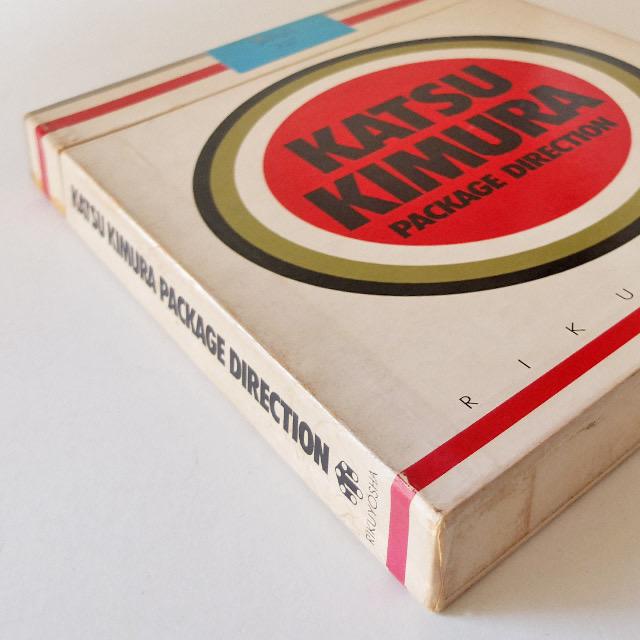 KATSU
KIMURA
PACKAGE DIRECTION
R I K U
KATSU KIMURA PACKAGE DIRECTION
RIKUYOSHA